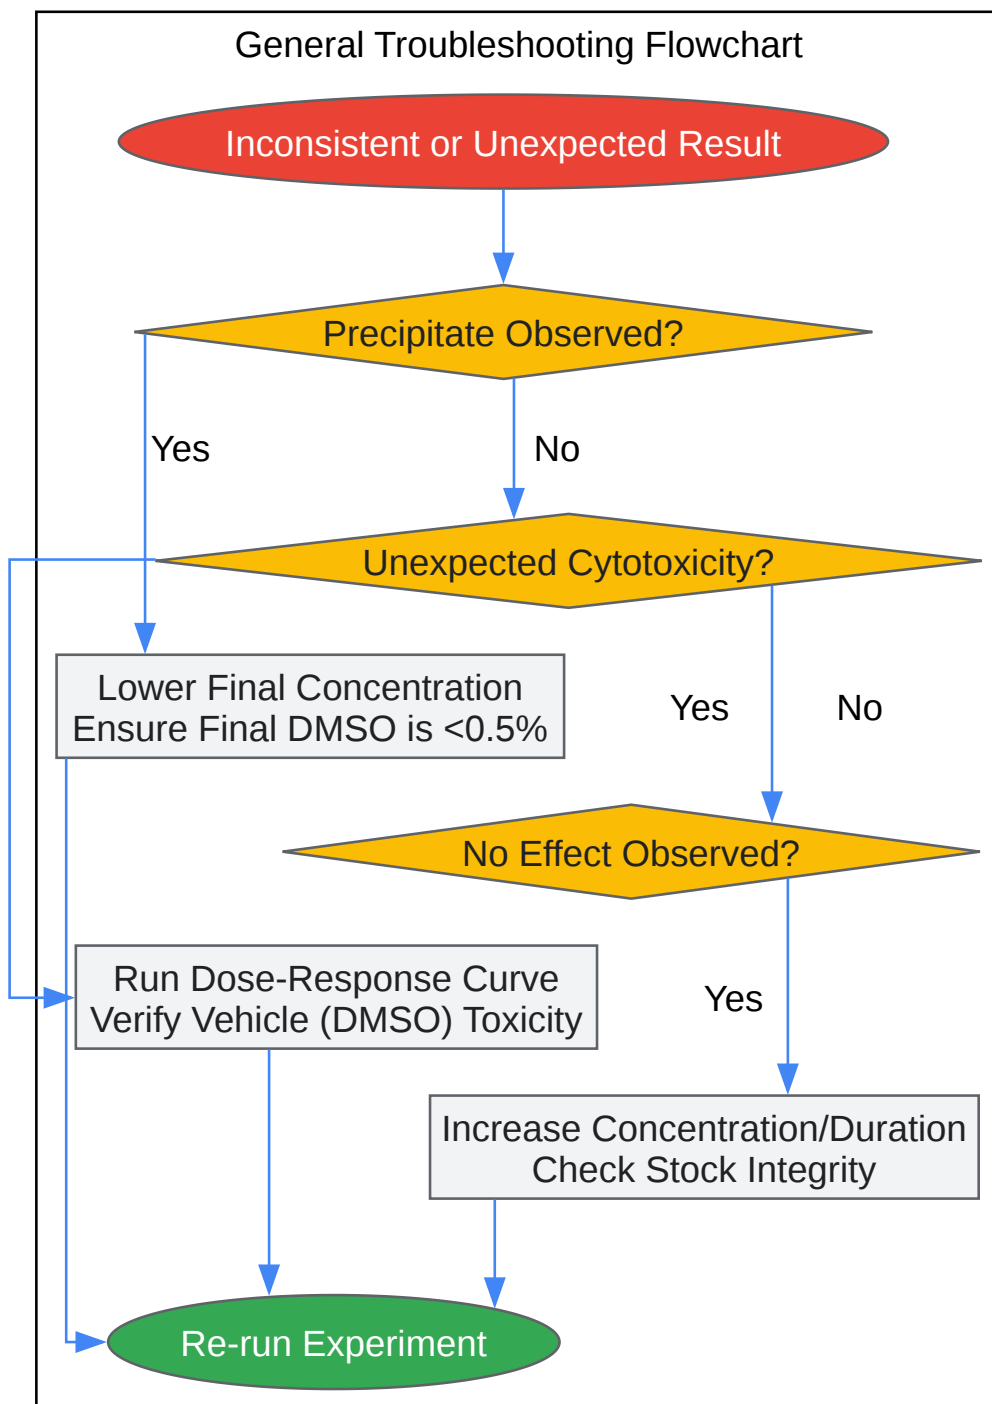 General Troubleshooting Flowchart
Inconsistent or Unexpected Result
Precipitate Observed?
Yes
No
Unexpected Cytotoxicity?
Lower Final Concentration
Ensure Final DMSO is <0.5%
Yes
No
No Effect Observed?
Run Dose-Response Curve
Verify Vehicle (DMSO) Toxicity
Yes
Increase Concentration/Duration
Check Stock Integrity
Re-run Experiment